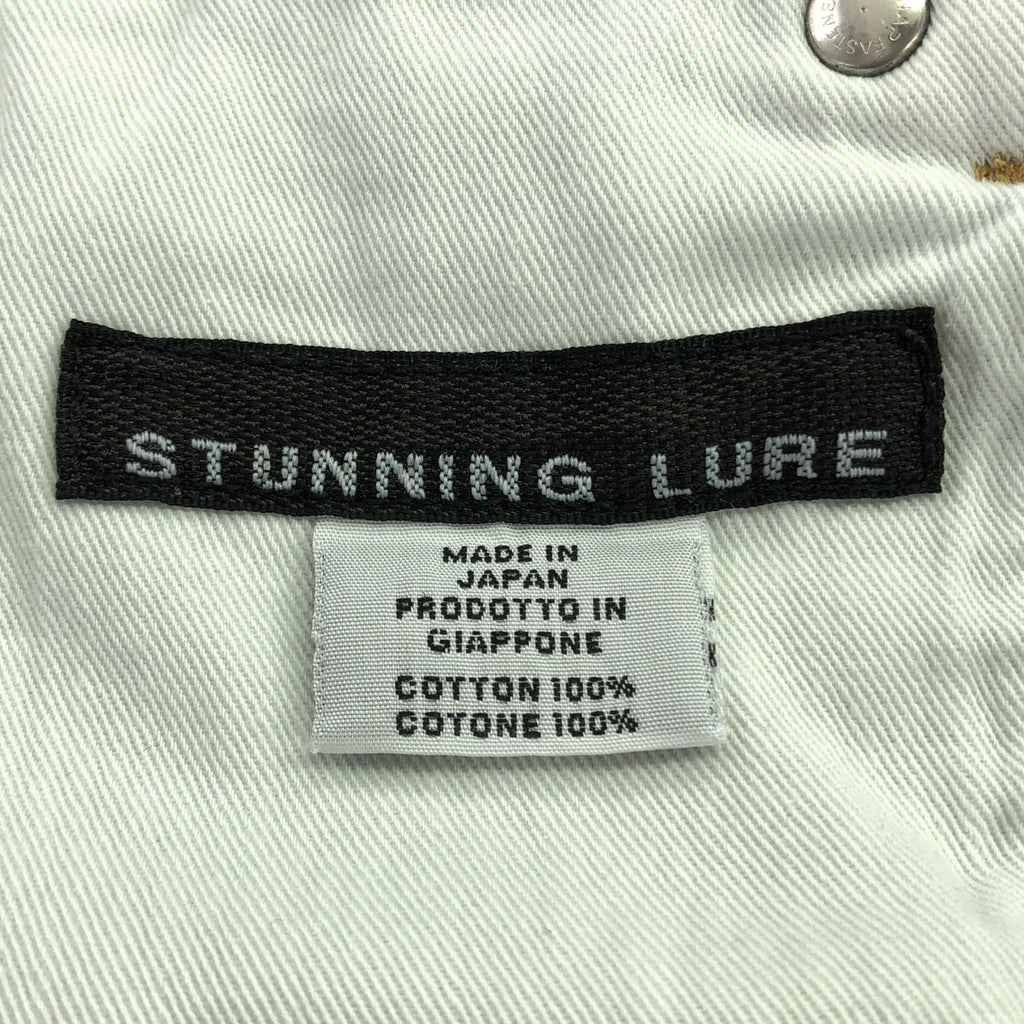 STUNNING LURE
MADE IN
JAPAN
PRODOTTO IN
GIAPPONE
COTTON 100%
COTONE 100%